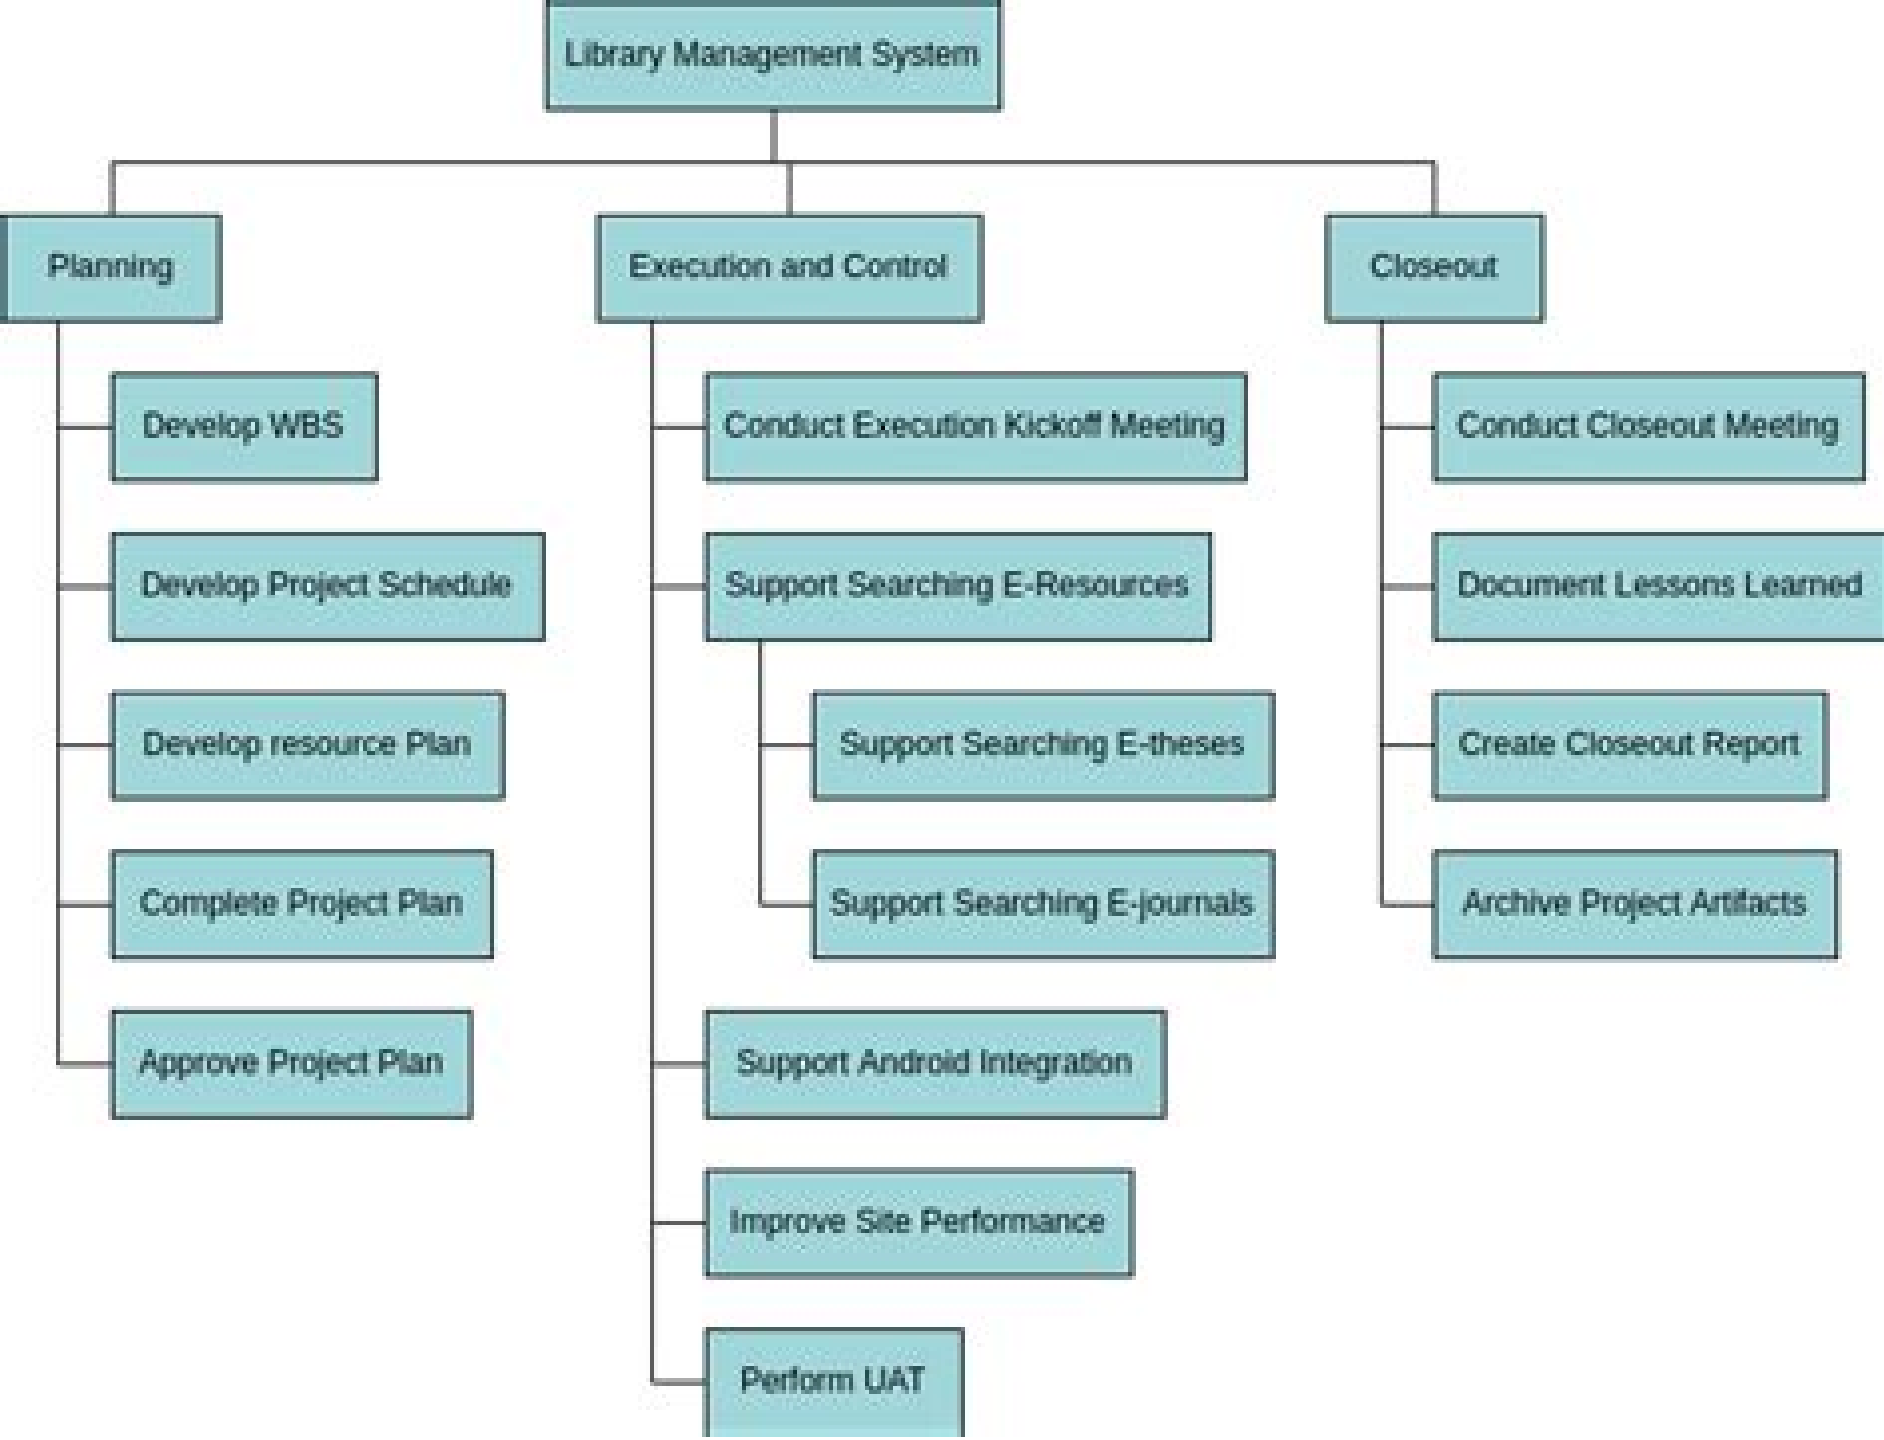 Library Management System
Planning
Execution and Control
Closeout
Develop WBS
Develop Project Schedule
Develop resource Plan
Complete Project Plan
Approve Project Plan
Conduct Execution Kickoff Meeting
Support Searching E-Resources
Support Searching E-theses
Support Searching E-journals
Support Android Integration
Improve Site Performance
Perform UAT
Conduct Closeout Meeting
Document Lessons Learned
Create Closeout Report
Archive Project Artifacts